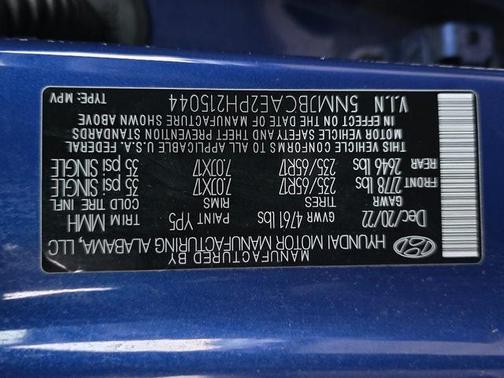 MANUFACTURED BY
HYUNDAI MOTOR MANUFACTURING ALABAMA, LLC
Dec/20/22 PAINT YP5 TRIM MMH
GVWR 4761 lbs
GAWR TIRES RIMS COLD TIRE INFL
FRONT 2778 lbs 235/65R17 7.0JX17 35 psi SINGLE
REAR 2646 lbs 235/65R17 7.0JX17 35 psi SINGLE
THIS VEHICLE CONFORMS TO ALL APPLICABLE U.S.A. FEDERAL
MOTOR VEHICLE SAFETY AND THEFT PREVENTION STANDARDS
IN EFFECT ON THE DATE OF MANUFACTURE SHOWN ABOVE
V.I.N 5NMJBCAE2PH215044 TYPE: MPV